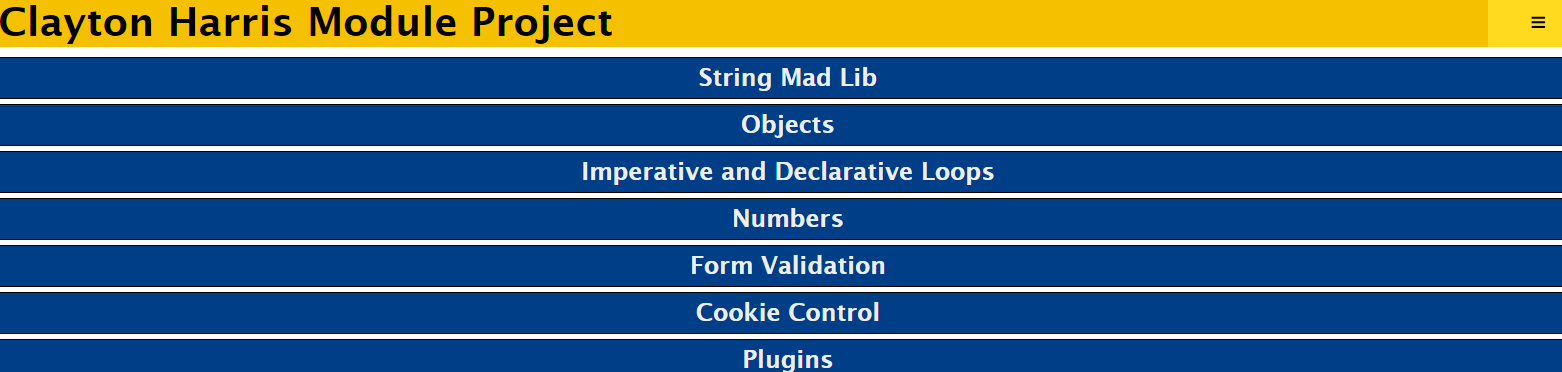 Clayton Harris Module Project
String Mad Lib
Objects
Imperative and Declarative Loops
Numbers
Form Validation
Cookie Control
Plugins